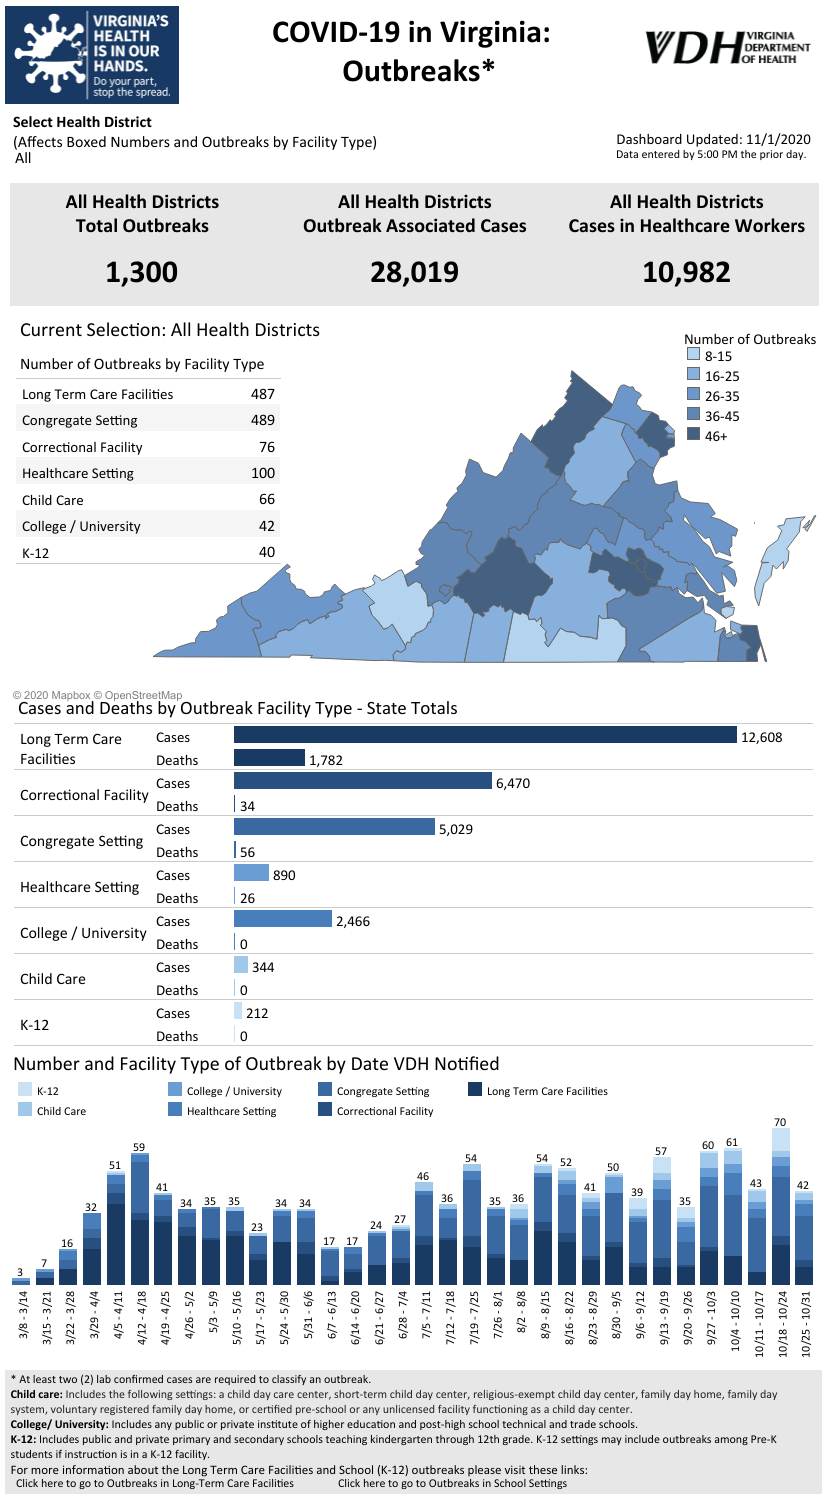 VIRGINIA'S
HEALTH
IS IN OUR
HANDS.
Do your part,
stop the spread.
COVID-19 in Virginia:
Outbreaks*
VDH VIRGINIA
DEPARTMENT
OF HEALTH
Select Health District
(Affects Boxed Numbers and Outbreaks by Facility Type)
All
Dashboard Updated: 11/1/2020
Data entered by 5:00 PM the prior day.
All Health Districts
Total Outbreaks
1,300
All Health Districts
Outbreak Associated Cases
28,019
All Health Districts
Cases in Healthcare Workers
10,982
Current Selection: All Health Districts
Number of Outbreaks by Facility Type
Long Term Care Facilities 487
Congregate Setting 489
Correctional Facility 76
Healthcare Setting 100
Child Care 66
College / University 42
K-12 40
Number of Outbreaks
8-15
16-25
26-35
36-45
46+
© 2020 Mapbox © OpenStreetMap
Cases and Deaths by Outbreak Facility Type - State Totals
Long Term Care
Facilities
Cases 12,608
Deaths 1,782
Correctional Facility
Cases 6,470
Deaths 34
Congregate Setting
Cases 5,029
Deaths 56
Healthcare Setting
Cases 890
Deaths 26
College / University
Cases 2,466
Deaths 0
Child Care
Cases 344
Deaths 0
K-12
Cases 212
Deaths 0
Number and Facility Type of Outbreak by Date VDH Notified
K-12 College / University Congregate Setting Long Term Care Facilities
Child Care Healthcare Setting Correctional Facility
3 7 16 32 51 59 41 34 35 35 23 34 34 17 17 24 27 46 36 54 35 36 54 52 41 50 39 57 35 60 61 43 70 42
3/8 - 3/14
3/15 - 3/21
3/22 - 3/28
3/29 - 4/4
4/5 - 4/11
4/12 - 4/18
4/19 - 4/25
4/26 - 5/2
5/3 - 5/9
5/10 - 5/16
5/17 - 5/23
5/24 - 5/30
5/31 - 6/6
6/7 - 6/13
6/14 - 6/20
6/21 - 6/27
6/28 - 7/4
7/5 - 7/11
7/12 - 7/18
7/19 - 7/25
7/26 - 8/1
8/2 - 8/8
8/9 - 8/15
8/16 - 8/22
8/23 - 8/29
8/30 - 9/5
9/6 - 9/12
9/13 - 9/19
9/20 - 9/26
9/27 - 10/3
10/4 - 10/10
10/11 - 10/17
10/18 - 10/24
10/25 - 10/31
* At least two (2) lab confirmed cases are required to classify an outbreak.
Child care: Includes the following settings: a child day care center, short-term child day center, religious-exempt child day center, family day home, family day
system, voluntary registered family day home, or certified pre-school or any unlicensed facility functioning as a child day center.
College/ University: Includes any public or private institute of higher education and post-high school technical and trade schools.
K-12: Includes public and private primary and secondary schools teaching kindergarten through 12th grade. K-12 settings may include outbreaks among Pre-K
students if instruction is in a K-12 facility.
For more information about the Long Term Care Facilities and School (K-12) outbreaks please visit these links:
Click here to go to Outbreaks in Long-Term Care Facilities Click here to go to Outbreaks in School Settings